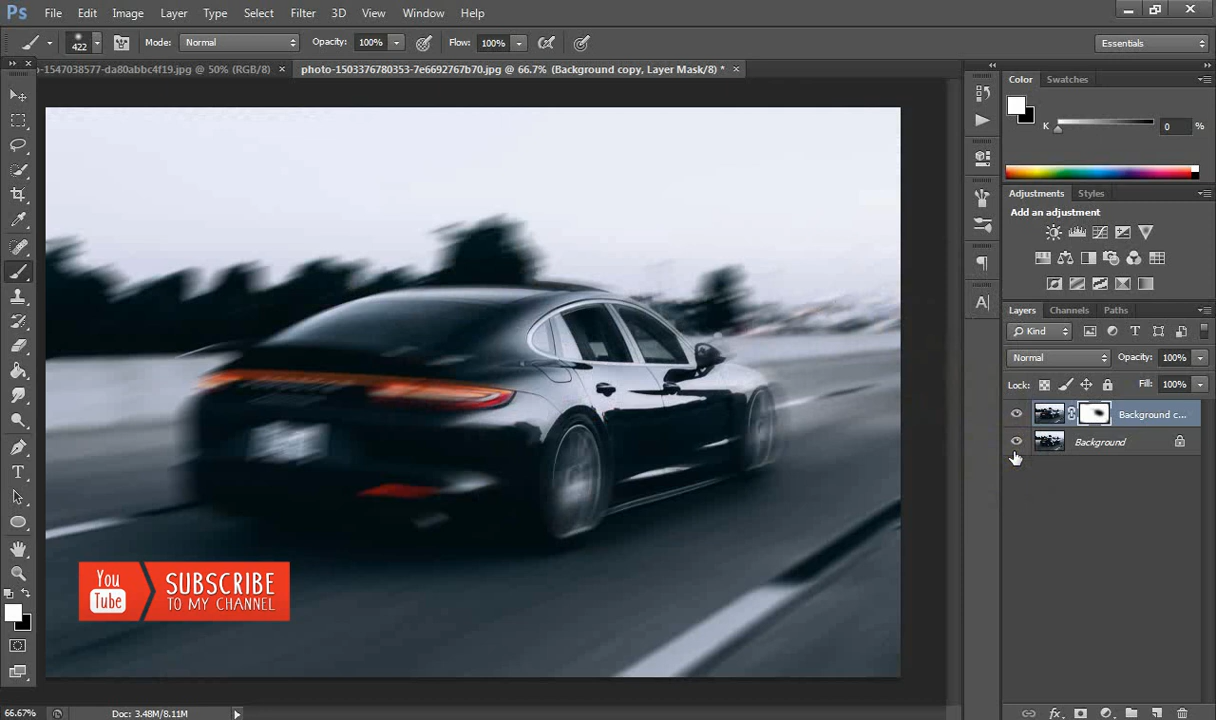 Ps File Edit Image Layer Type Select Filter 3D View Window Help
422 Mode: Normal Opacity: 100% Flow: 100% Essentials
-1547038577-da80abbc4f19.jpg @ 50% (RGB/8) × photo-1503376780353-7e6692767b70.jpg @ 66.7% (Background copy, Layer Mask/8) * ×
Color Swatches
K 0 %
Adjustments Styles
Add an adjustment
Layers Channels Paths
Kind
Normal Opacity: 100%
Lock: Fill: 100%
Background c...
Background
You
Tube
SUBSCRIBE
TO MY CHANNEL
66.67% Doc: 3.48M/8.11M